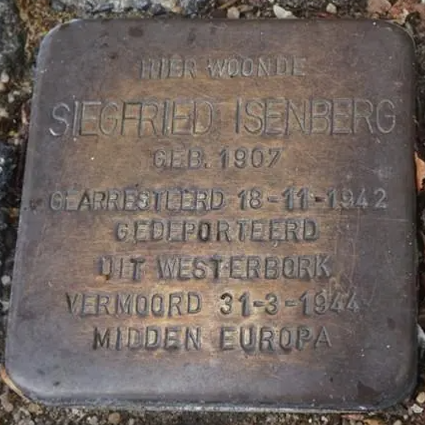 HIER WOONDE
SIEGFRIED ISENBERG
GEB. 1907
GEARRESTEERD 18-11-1942
GEDEPORTEERD
UIT WESTERBORK
VERMOORD 31-3-1944
MIDDEN EUROPA